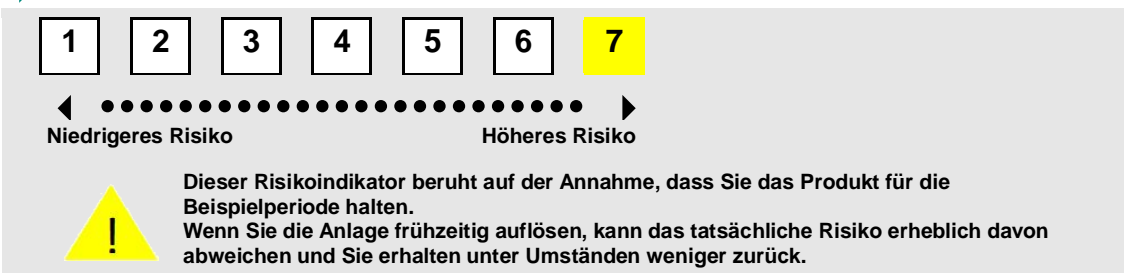 1 2 3 4 5 6 7
Niedrigeres Risiko Höheres Risiko
Dieser Risikoindikator beruht auf der Annahme, dass Sie das Produkt für die
Beispielperiode halten.
! Wenn Sie die Anlage frühzeitig auflösen, kann das tatsächliche Risiko erheblich davon
abweichen und Sie erhalten unter Umständen weniger zurück.